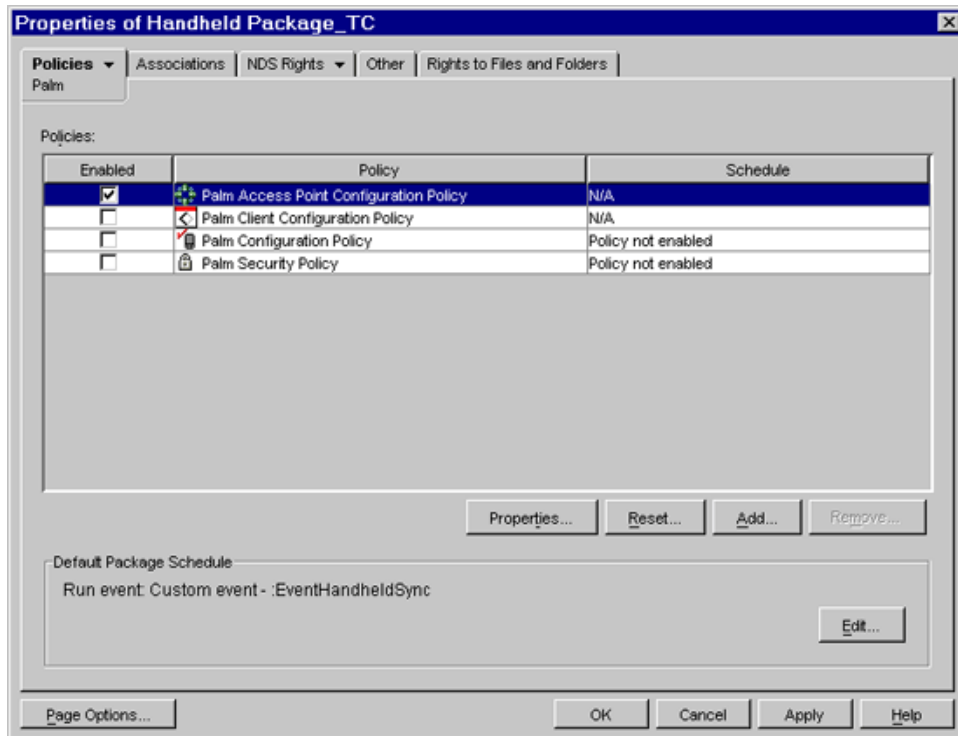 Properties of Handheld Package_TC
Policies Associations NDS Rights Other Rights to Files and Folders
Palm
Policies:
Enabled Policy Schedule
Palm Access Point Configuration Policy N/A
Palm Client Configuration Policy N/A
Palm Configuration Policy Policy not enabled
Palm Security Policy Policy not enabled
Properties... Reset... Add... Remove...
Default Package Schedule
Run event: Custom event - :EventHandheldSync
Edit...
Page Options... OK Cancel Apply Help